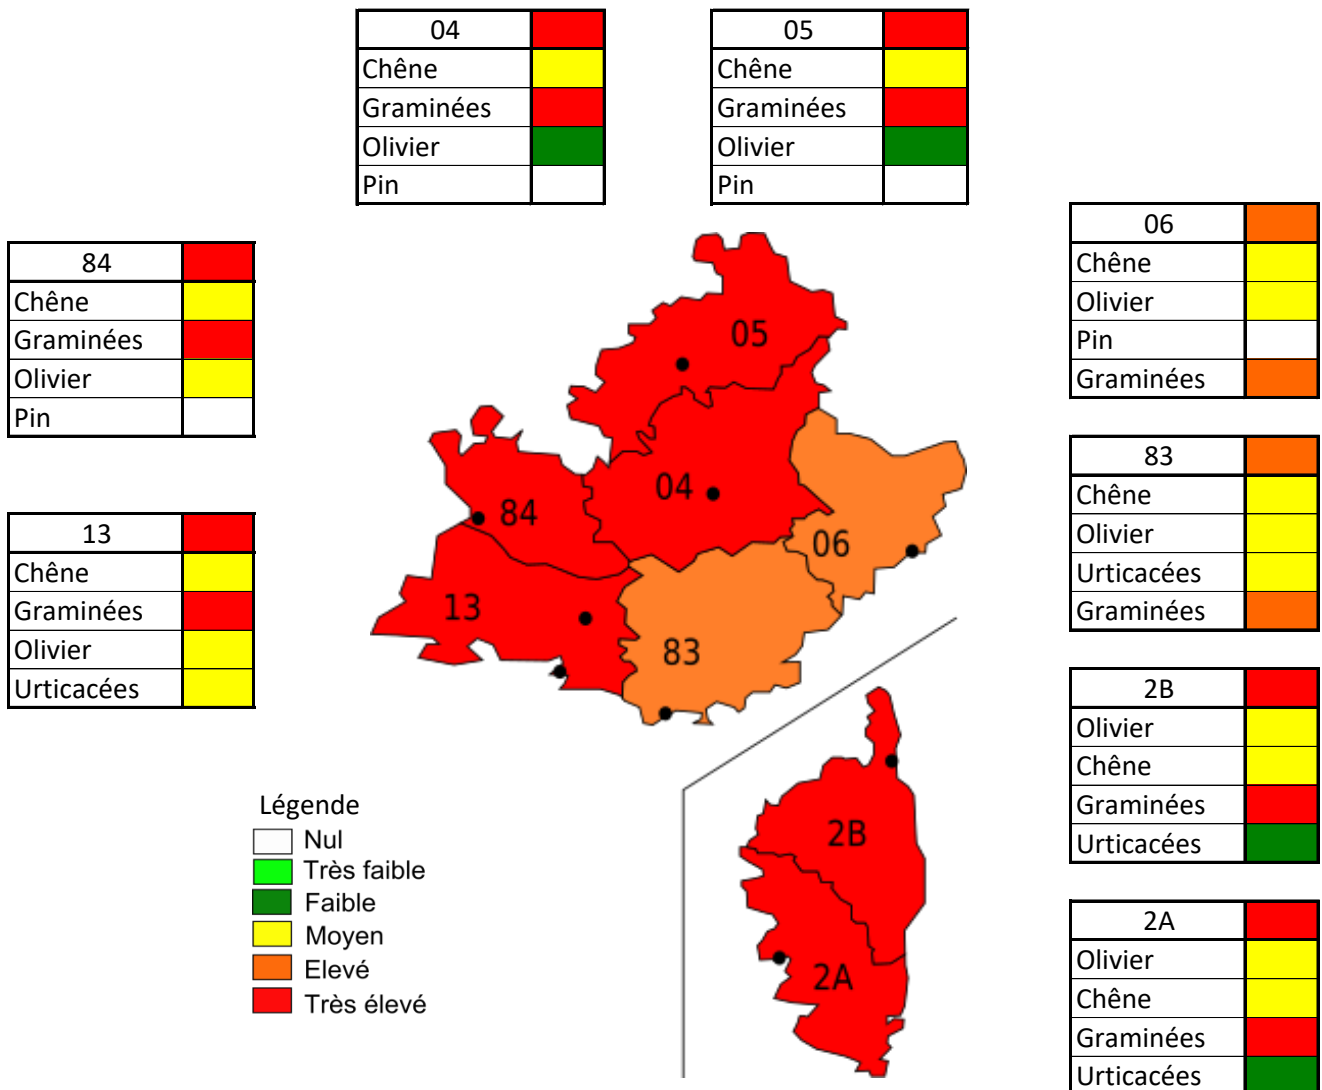 04
Chêne
Graminées
Olivier
Pin
05
Chêne
Graminées
Olivier
Pin
84
Chêne
Graminées
Olivier
Pin
06
Chêne
Olivier
Pin
Graminées
13
Chêne
Graminées
Olivier
Urticacées
83
Chêne
Olivier
Urticacées
Graminées
2B
Olivier
Chêne
Graminées
Urticacées
2A
Olivier
Chêne
Graminées
Urticacées
05
04
84
06
13
83
2B
2A
Légende
Nul
Très faible
Faible
Moyen
Elevé
Très élevé